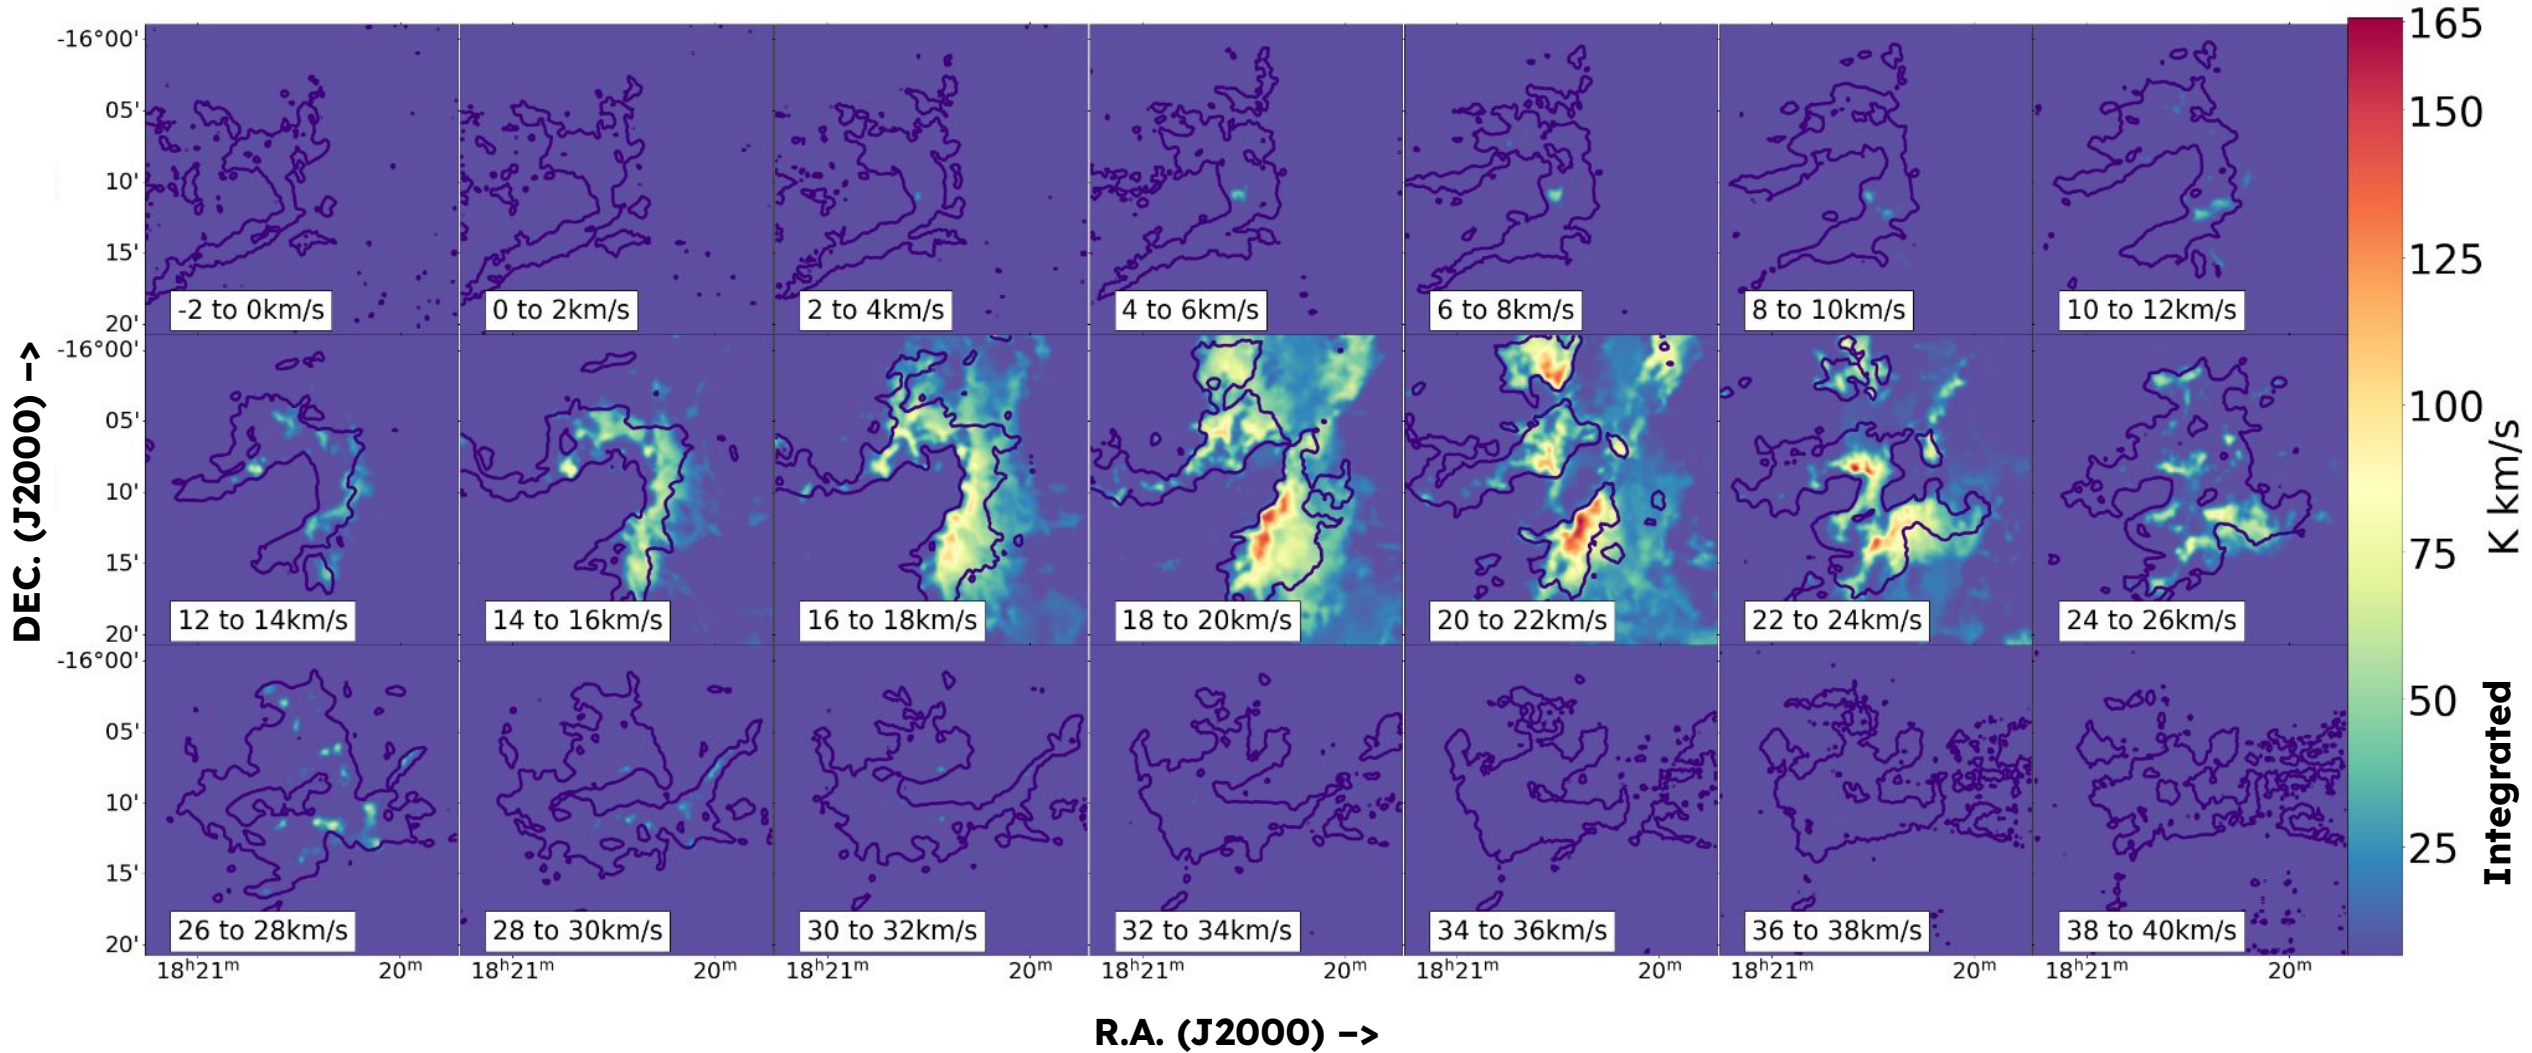 -16°00'
05'
10'
15'
20'
-2 to 0km/s
0 to 2km/s
2 to 4km/s
4 to 6km/s
6 to 8km/s
8 to 10km/s
10 to 12km/s
-16°00'
05'
10'
15'
20'
12 to 14km/s
14 to 16km/s
16 to 18km/s
18 to 20km/s
20 to 22km/s
22 to 24km/s
24 to 26km/s
-16°00'
05'
10'
15'
20'
26 to 28km/s
28 to 30km/s
30 to 32km/s
32 to 34km/s
34 to 36km/s
36 to 38km/s
38 to 40km/s
18h21m 20m
18h21m 20m
18h21m 20m
18h21m 20m
18h21m 20m
18h21m 20m
18h21m 20m
DEC. (J2000) –>
R.A. (J2000) –>
165
150
125
100
75
50
25
Integrated K km/s